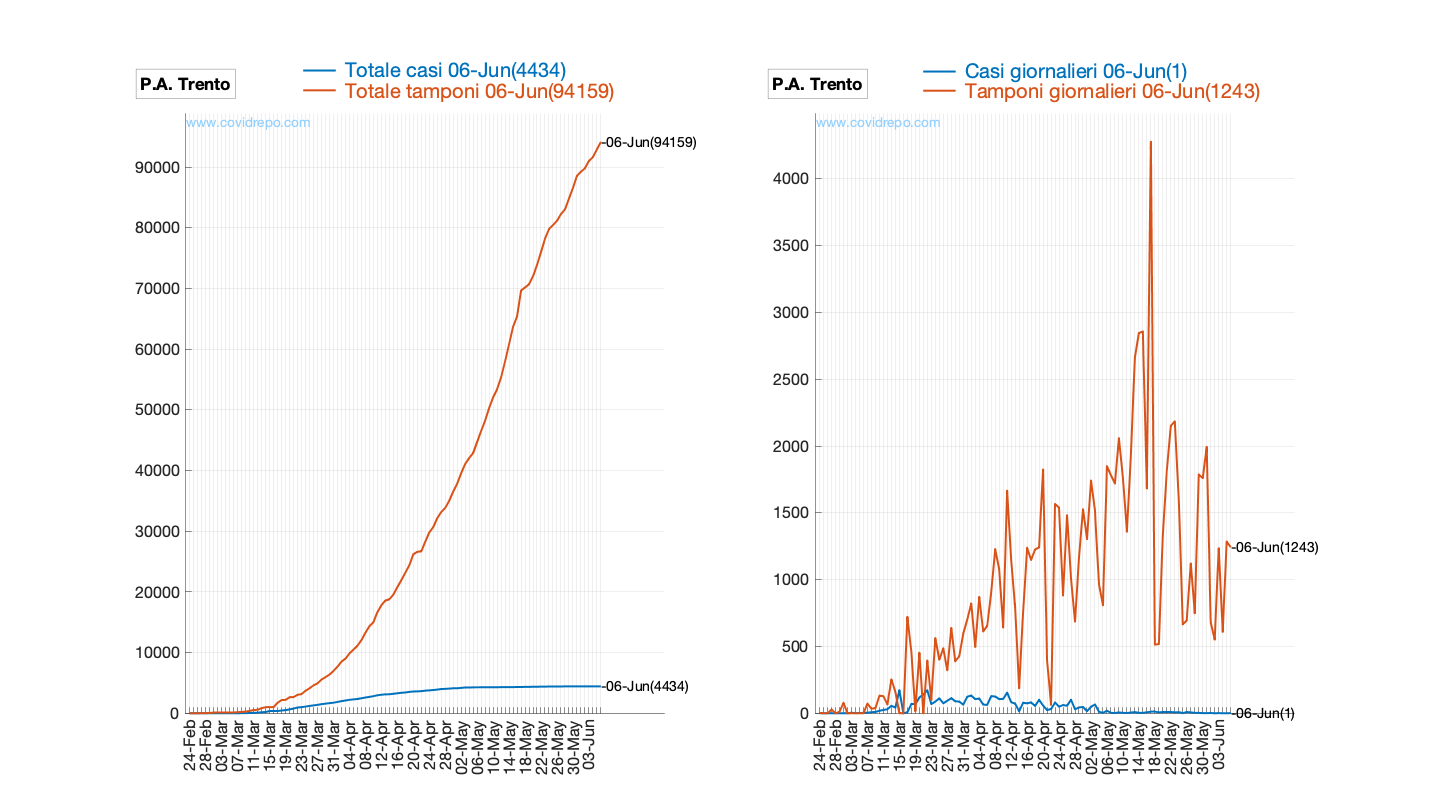 P.A. Trento
Totale casi 06-Jun(4434)
Totale tamponi 06-Jun(94159)
www.covidrepo.com
-06-Jun(94159)
90000
80000
70000
60000
50000
40000
30000
20000
10000
0
-06-Jun(4434)
24-Feb
28-Feb
03-Mar
07-Mar
11-Mar
15-Mar
19-Mar
23-Mar
27-Mar
31-Mar
04-Apr
08-Apr
12-Apr
16-Apr
20-Apr
24-Apr
28-Apr
02-May
06-May
10-May
14-May
18-May
22-May
26-May
30-May
03-Jun
P.A. Trento
Casi giornalieri 06-Jun(1)
Tamponi giornalieri 06-Jun(1243)
www.covidrepo.com
4000
3500
3000
2500
2000
1500
1000
500
0
-06-Jun(1243)
-06-Jun(1)
24-Feb
28-Feb
03-Mar
07-Mar
11-Mar
15-Mar
19-Mar
23-Mar
27-Mar
31-Mar
04-Apr
08-Apr
12-Apr
16-Apr
20-Apr
24-Apr
28-Apr
02-May
06-May
10-May
14-May
18-May
22-May
26-May
30-May
03-Jun